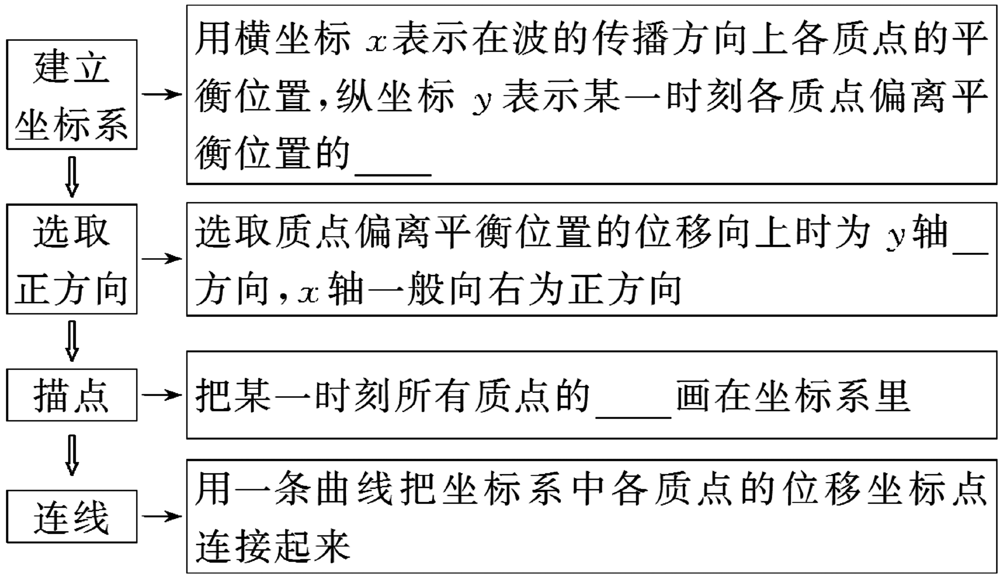 建立
坐标系
用横坐标 x表示在波的传播方向上各质点的平
衡位置,纵坐标 y表示某一时刻各质点偏离平
衡位置的____
选取
正方向
选取质点偏离平衡位置的位移向上时为 y轴__
方向,x轴一般向右为正方向
描点
把某一时刻所有质点的____画在坐标系里
连线
用一条曲线把坐标系中各质点的位移坐标点
连接起来